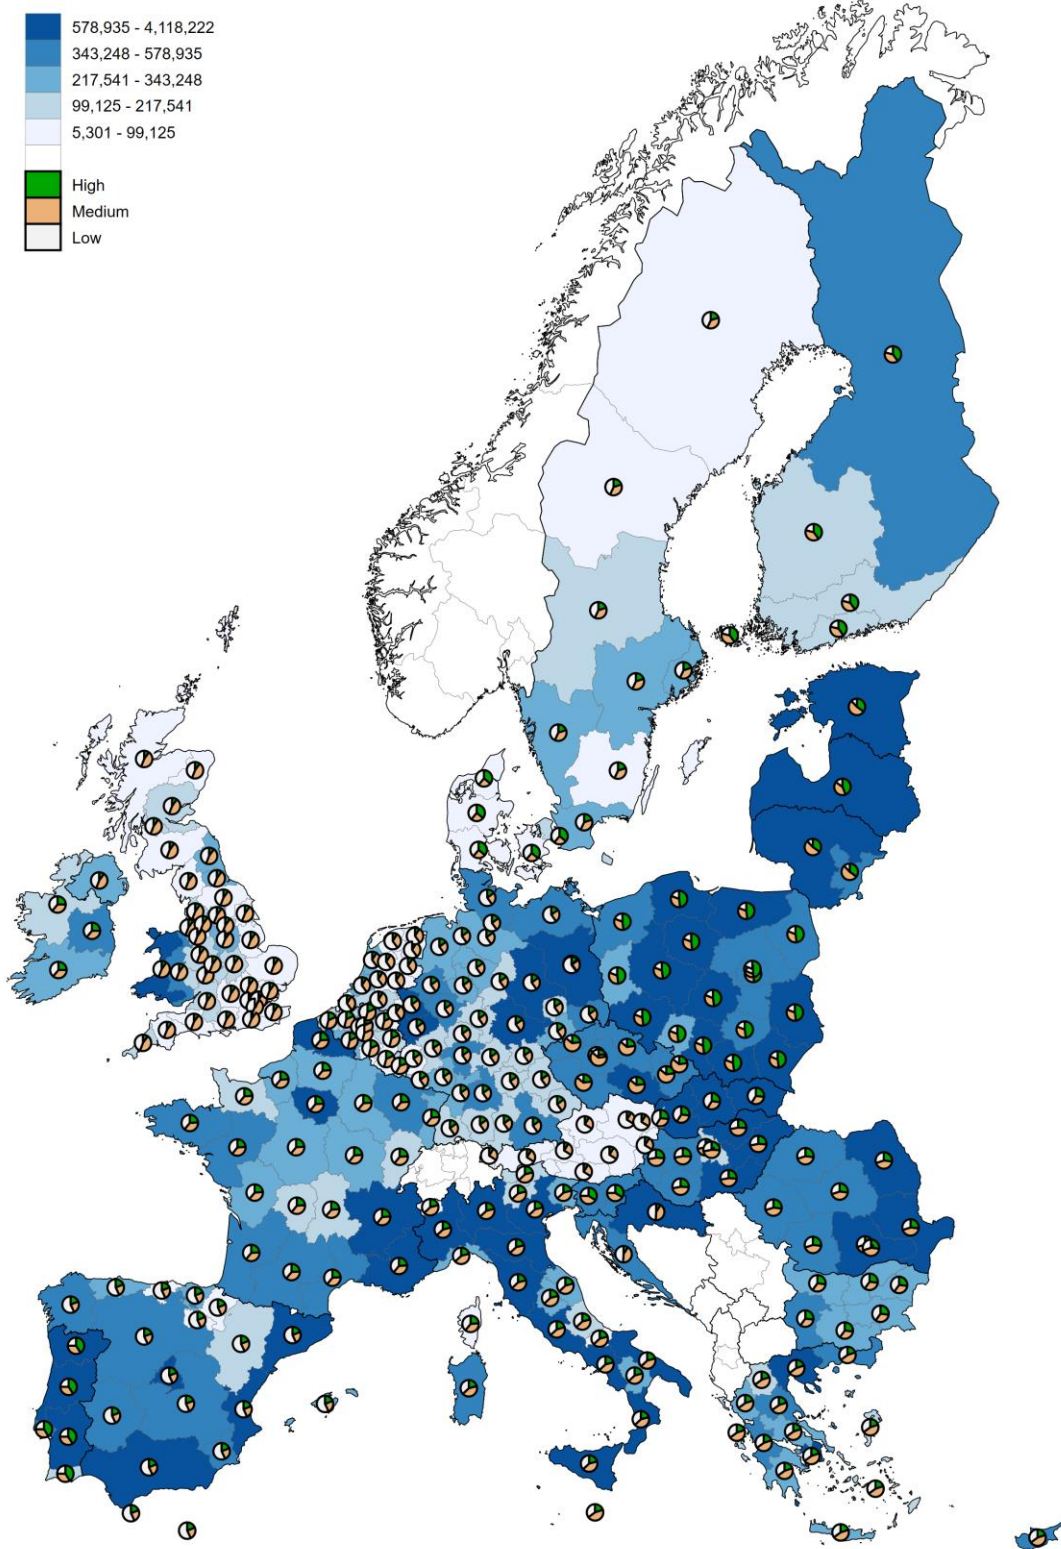 578,935 - 4,118,222
343,248 - 578,935
217,541 - 343,248
99,125 - 217,541
5,301 - 99,125
High
Medium
Low